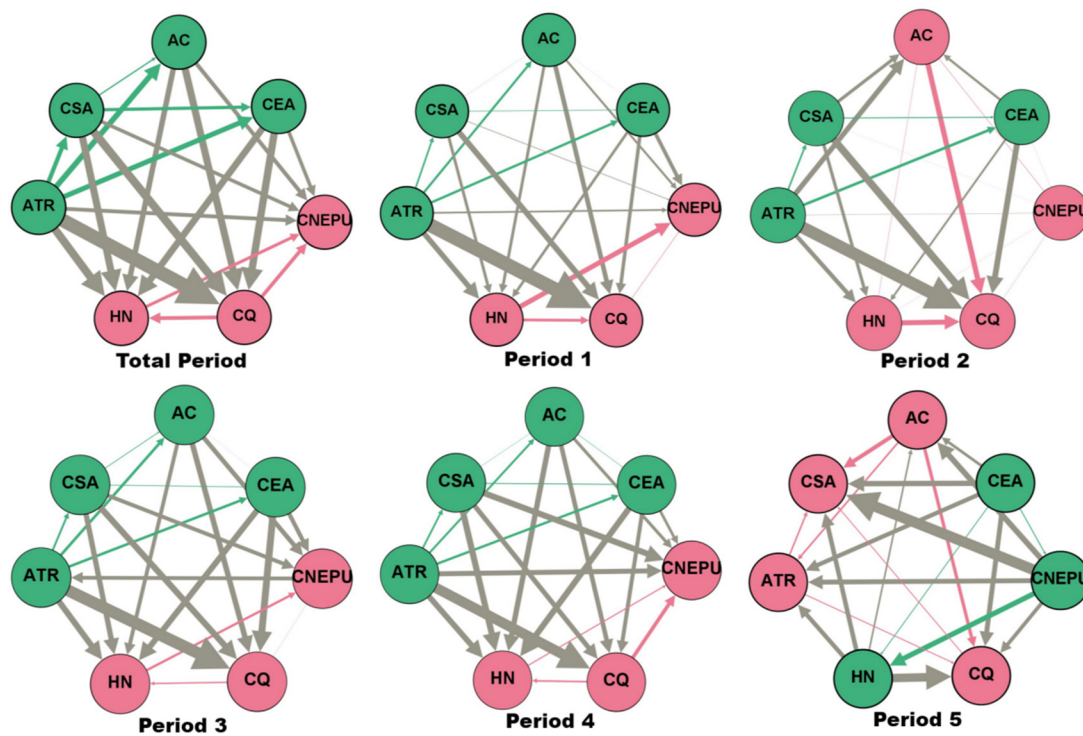 AC
CSA
CEA
ATR
CNEPU
HN
CQ
Total Period
AC
CSA
CEA
ATR
CNEPU
HN
CQ
Period 1
AC
CSA
CEA
ATR
CNEPU
HN
CQ
Period 2
AC
CSA
CEA
ATR
CNEPU
HN
CQ
Period 3
AC
CSA
CEA
ATR
CNEPU
HN
CQ
Period 4
AC
CSA
CEA
ATR
CNEPU
HN
CQ
Period 5